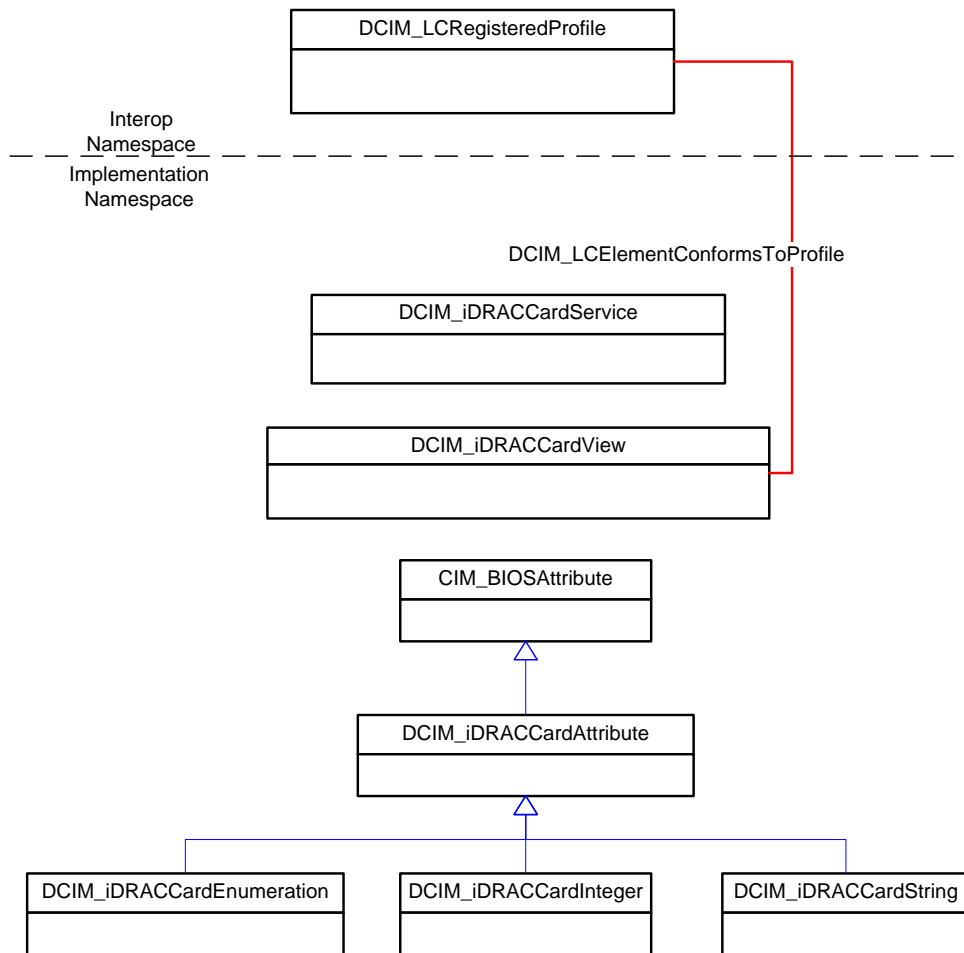 DCIM_LCRegisteredProfile
Interop
Namespace
Implementation
Namespace
DCIM_LCElementConformsToProfile
DCIM_iDRACCardService
DCIM_iDRACCardView
CIM_BIOSAttribute
DCIM_iDRACCardAttribute
DCIM_iDRACCardEnumeration
DCIM_iDRACCardInteger
DCIM_iDRACCardString